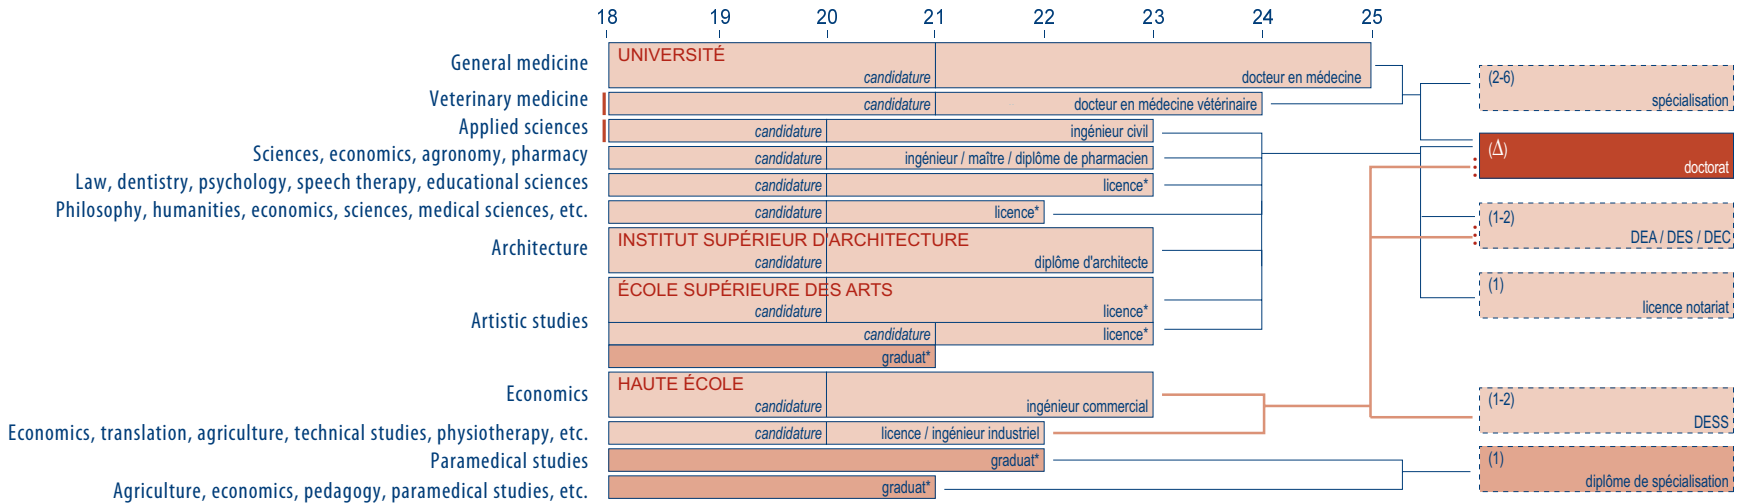 18 19 20 21 22 23 24 25
General medicine
UNIVERSITÉ
candidature docteur en médecine
(2-6)
spécialisation
Veterinary medicine candidature docteur en médecine vétérinaire
Applied sciences candidature ingénieur civil
(Δ)
doctorat
Sciences, economics, agronomy, pharmacy candidature ingénieur / maître / diplôme de pharmacien
Law, dentistry, psychology, speech therapy, educational sciences candidature licence*
Philosophy, humanities, economics, sciences, medical sciences, etc. candidature licence*
(1-2)
DEA / DES / DEC
Architecture
INSTITUT SUPÉRIEUR D'ARCHITECTURE
candidature diplôme d'architecte
(1)
licence notariat
Artistic studies
ÉCOLE SUPÉRIEURE DES ARTS
candidature licence*
candidature licence*
graduat*
Economics
HAUTE ÉCOLE
candidature ingénieur commercial
(1-2)
DESS
Economics, translation, agriculture, technical studies, physiotherapy, etc. candidature licence / ingénieur industriel
Paramedical studies graduat*
(1)
diplôme de spécialisation
Agriculture, economics, pedagogy, paramedical studies, etc. graduat*